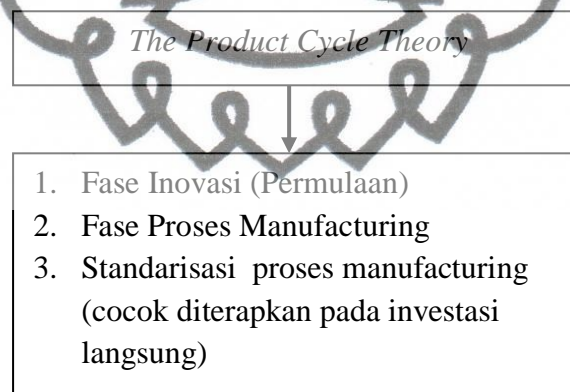 The Product Cycle Theory
1. Fase Inovasi (Permulaan)
2. Fase Proses Manufacturing
3. Standarisasi proses manufacturing
(cocok diterapkan pada investasi
langsung)